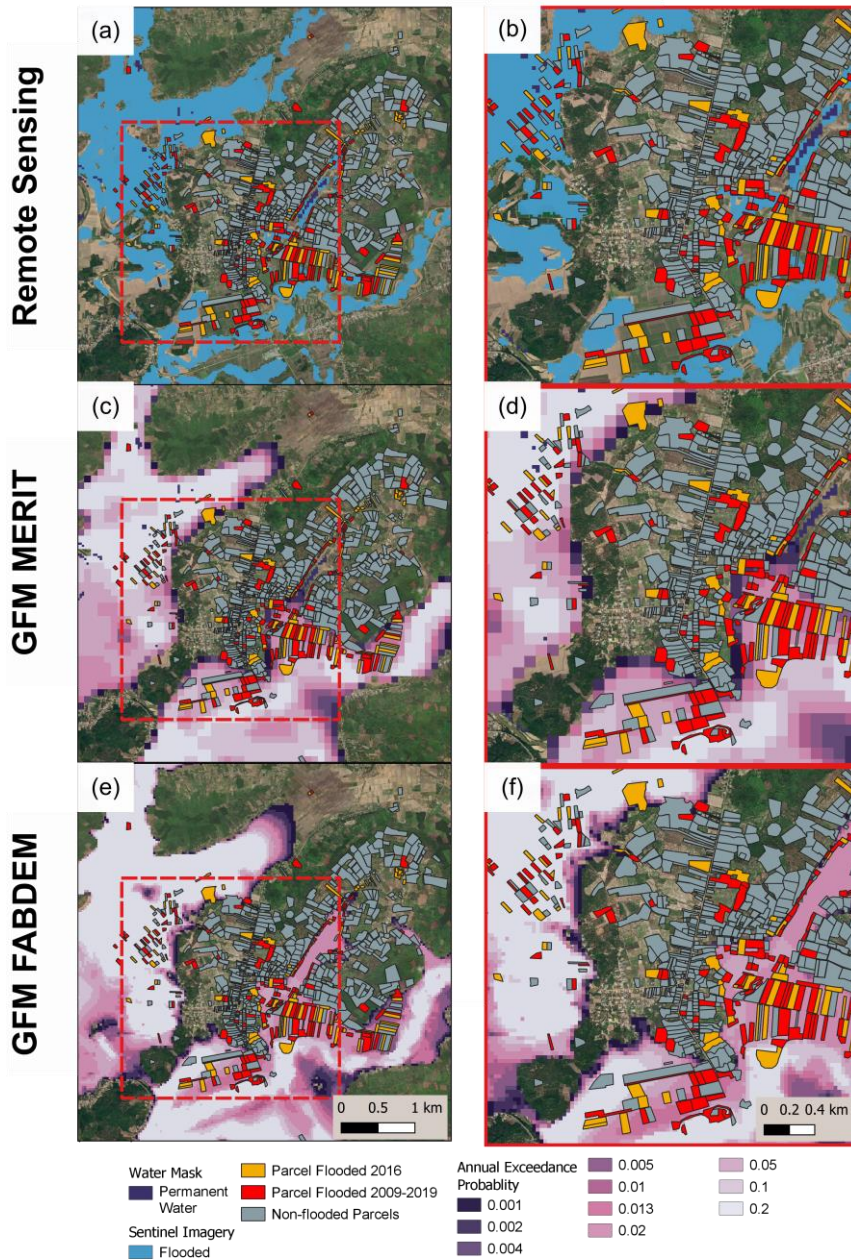 Remote Sensing
(a)
(b)
GFM MERIT
(c)
(d)
GFM FABDEM
(e)
(f)
0 0.5 1 km
0 0.2 0.4 km
Water Mask
Permanent
Water
Sentinel Imagery
Flooded
Parcel Flooded 2016
Parcel Flooded 2009-2019
Non-flooded Parcels
Annual Exceedance
Probablity
0.001
0.002
0.004
0.005
0.01
0.013
0.02
0.05
0.1
0.2